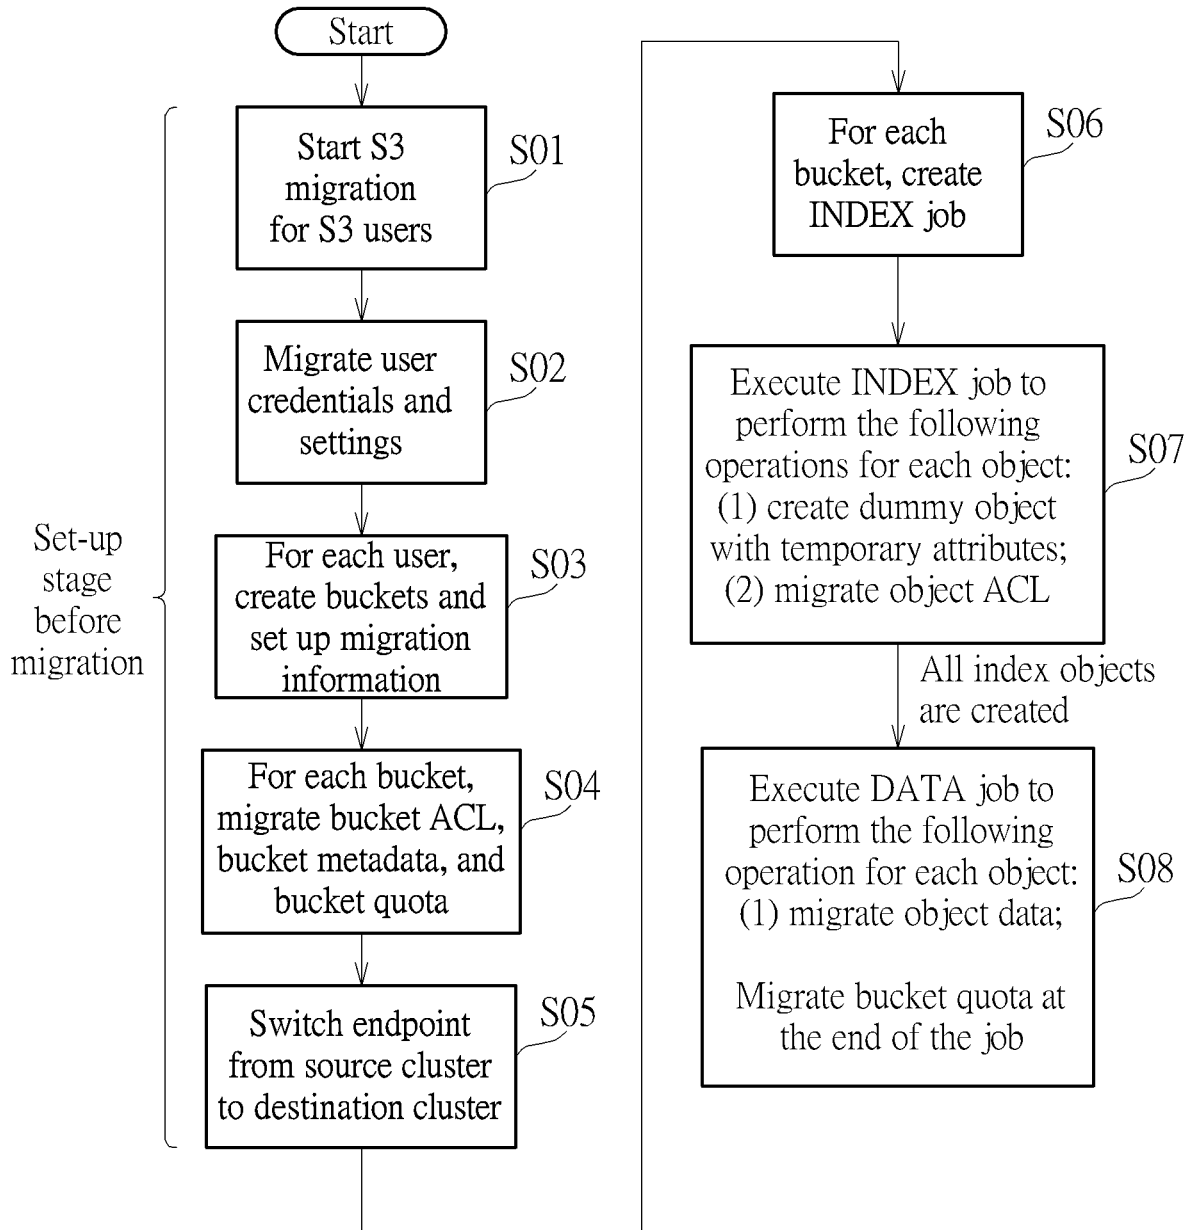 Start
Start S3
migration
for S3 users
S01
Migrate user
credentials and
settings
S02
For each user,
create buckets and
set up migration
information
S03
For each bucket,
migrate bucket ACL,
bucket metadata, and
bucket quota
S04
Switch endpoint
from source cluster
to destination cluster
S05
Set-up
stage
before
migration
For each
bucket, create
INDEX job
S06
Execute INDEX job to
perform the following
operations for each object:
(1) create dummy object
with temporary attributes;
(2) migrate object ACL
S07
All index objects
are created
Execute DATA job to
perform the following
operation for each object:
(1) migrate object data;
Migrate bucket quota at
the end of the job
S08